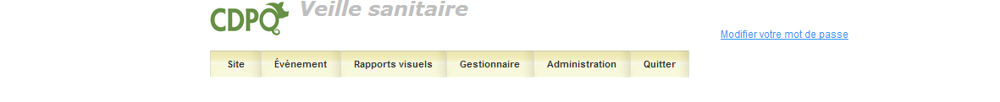 CDPQ Veille sanitaire
Modifier votre mot de passe
Site Évènement Rapports visuels Gestionnaire Administration Quitter